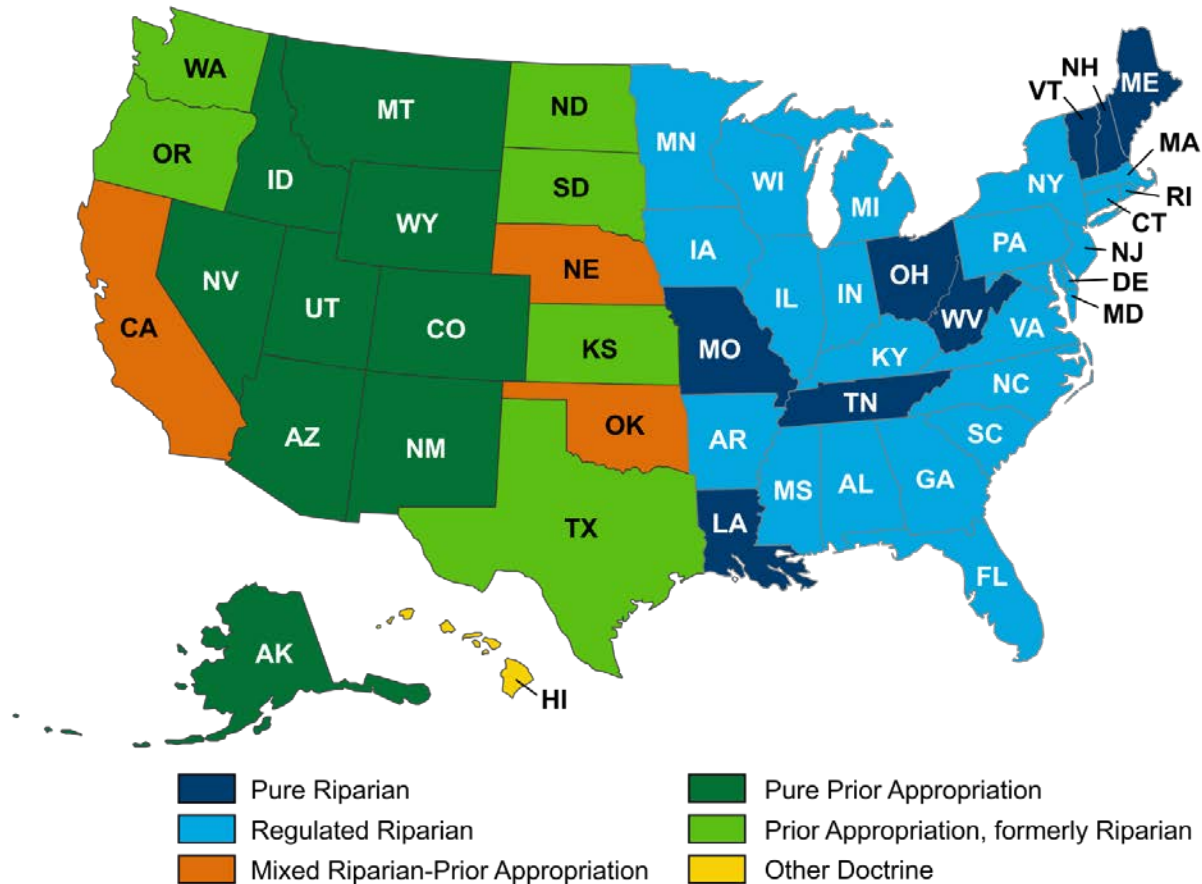 WA
MT
ND
OR
ID
SD
WY
NE
NV
UT
CO
KS
CA
AZ
NM
OK
TX
MN
WI
MI
IA
IL
IN
OH
MO
KY
WV
VA
TN
NC
AR
SC
MS
AL
GA
LA
FL
NY
PA
VT
NH
ME
MA
RI
CT
NJ
DE
MD
AK
HI
Pure Riparian
Regulated Riparian
Mixed Riparian-Prior Appropriation
Pure Prior Appropriation
Prior Appropriation, formerly Riparian
Other Doctrine